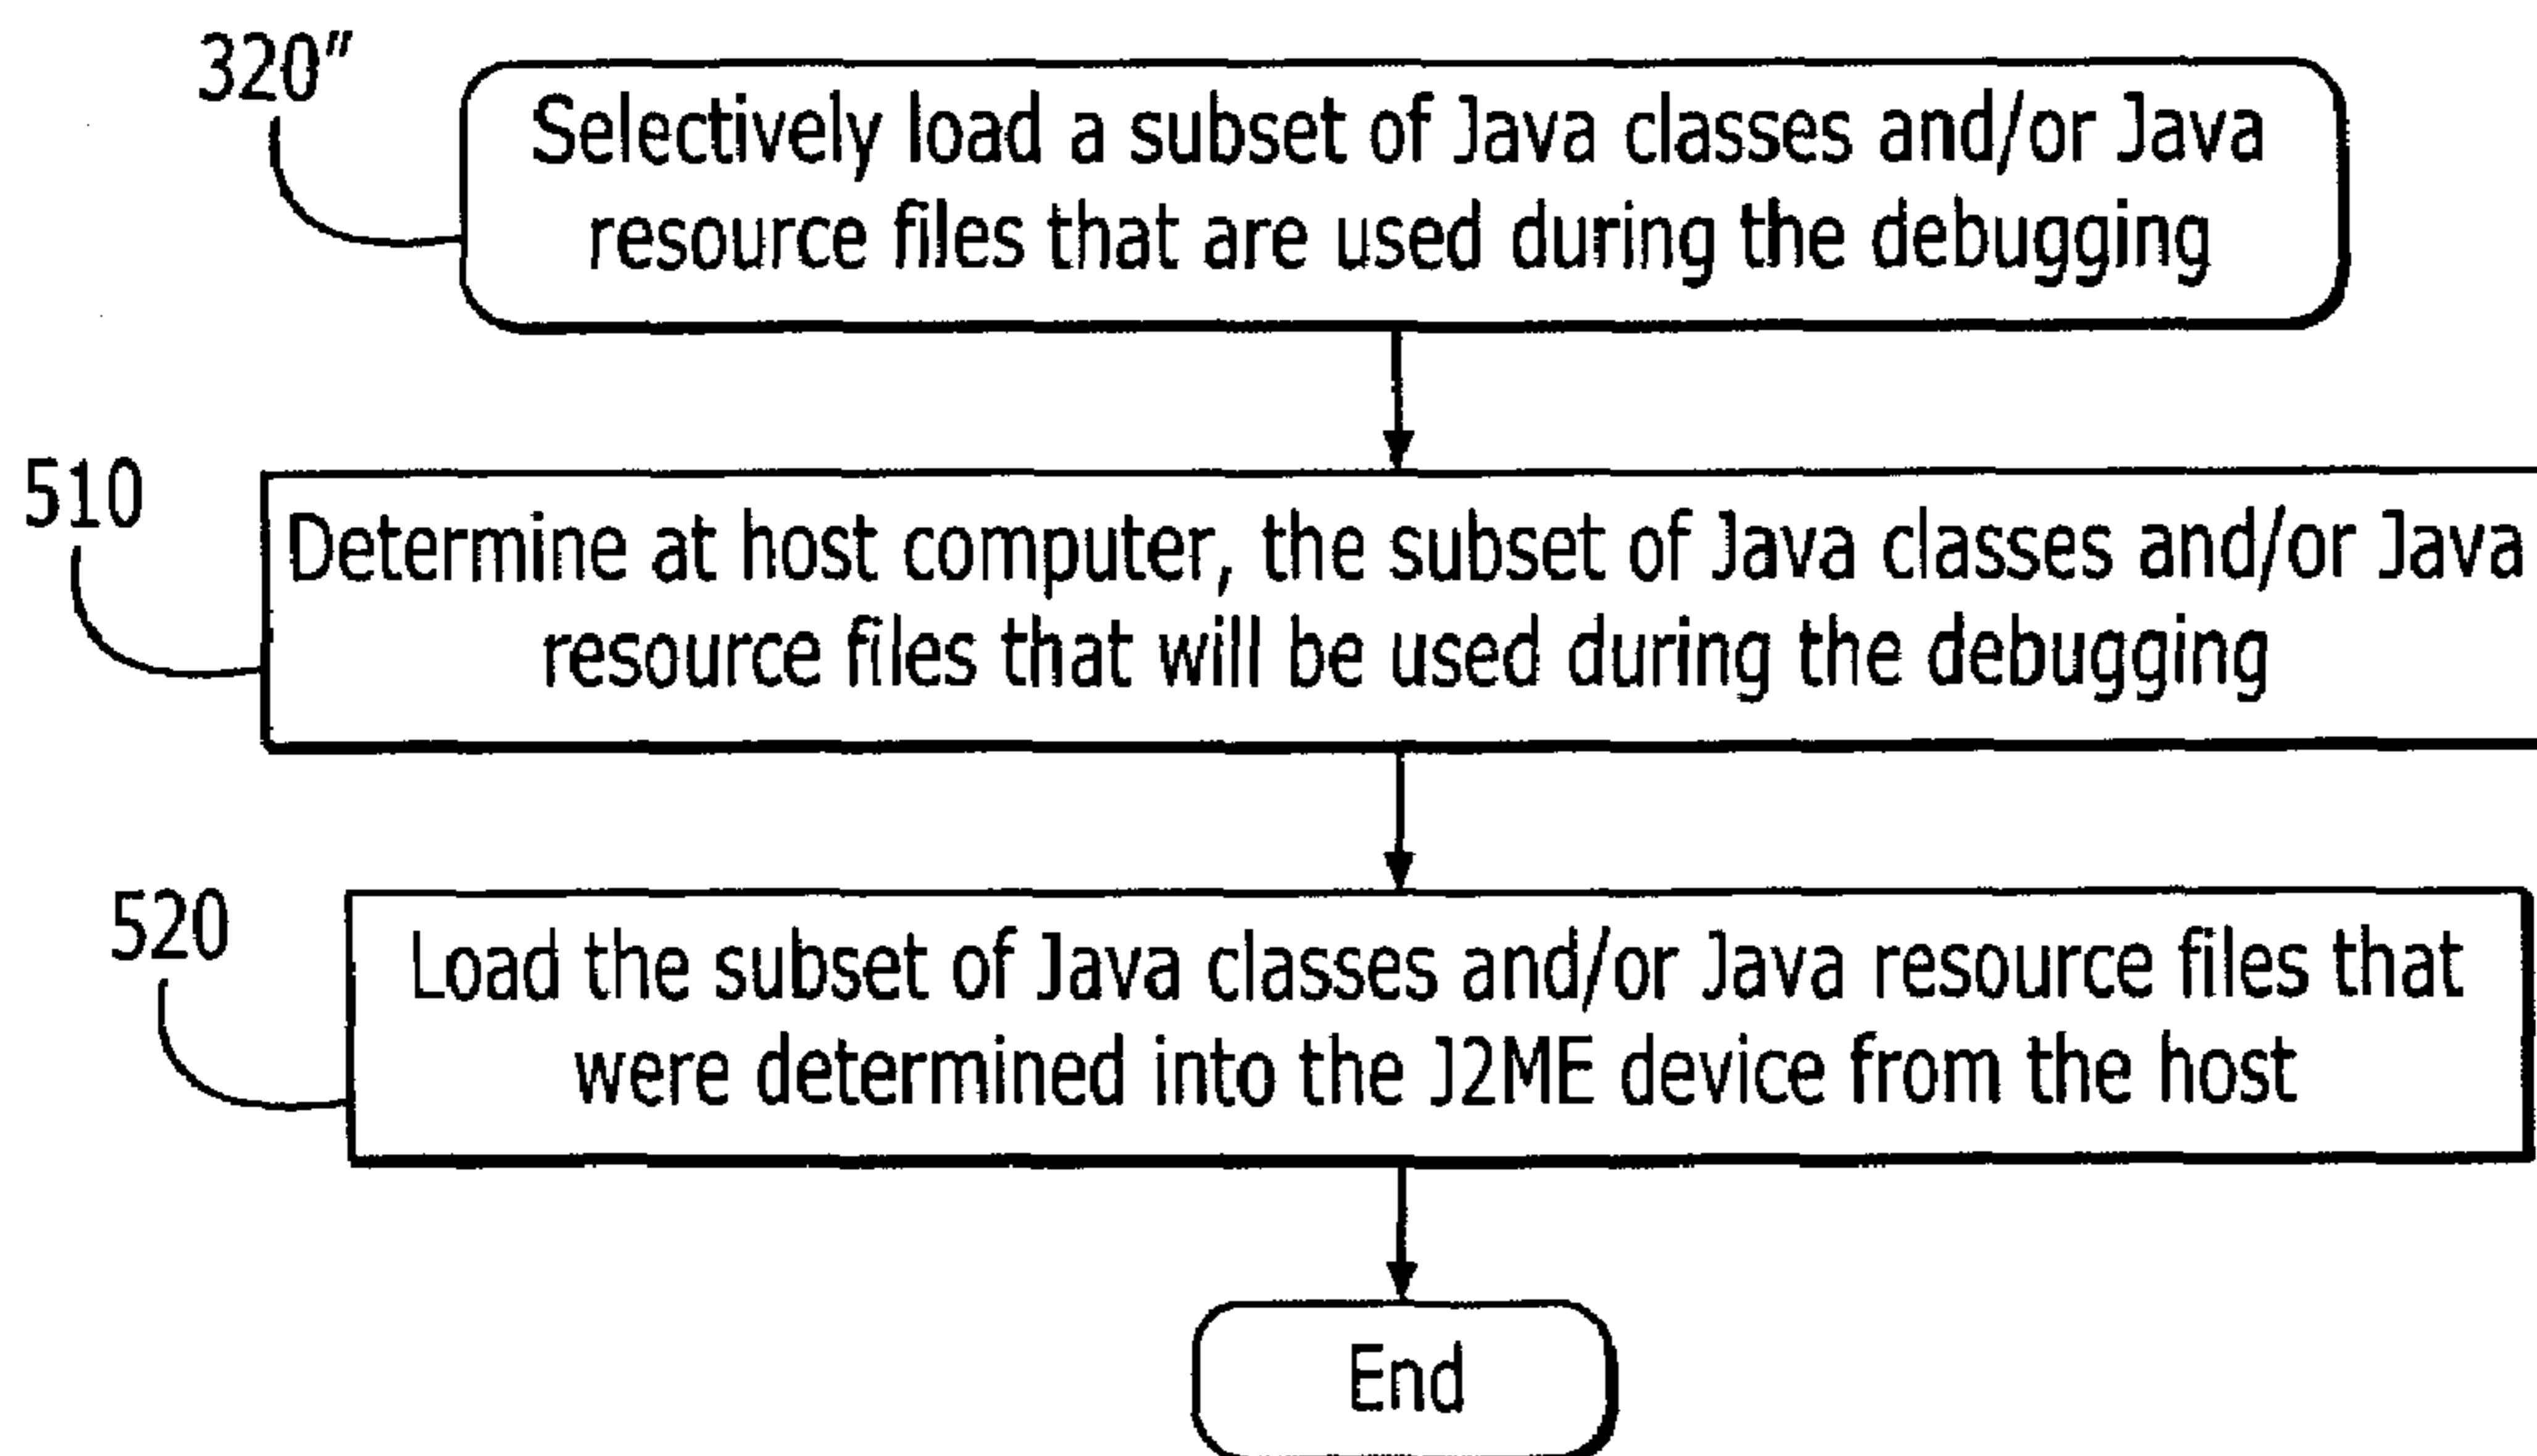 320"
Selectively load a subset of Java classes and/or Java
resource files that are used during the debugging
510
Determine at host computer, the subset of Java classes and/or Java
resource files that will be used during the debugging
520
Load the subset of Java classes and/or Java resource files that
were determined into the J2ME device from the host
End